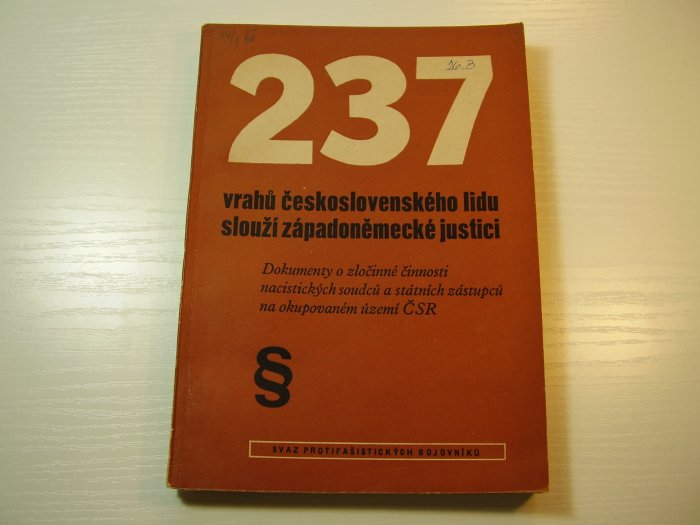 237
vrahů československého lidu
slouží západoněmecké justici
Dokumenty o zločinné činnosti
nacistických soudců a státních zástupců
na okupovaném území ČSR
§
SVAZ PROTIFAŠISTICKÝCH BOJOVNÍKŮ